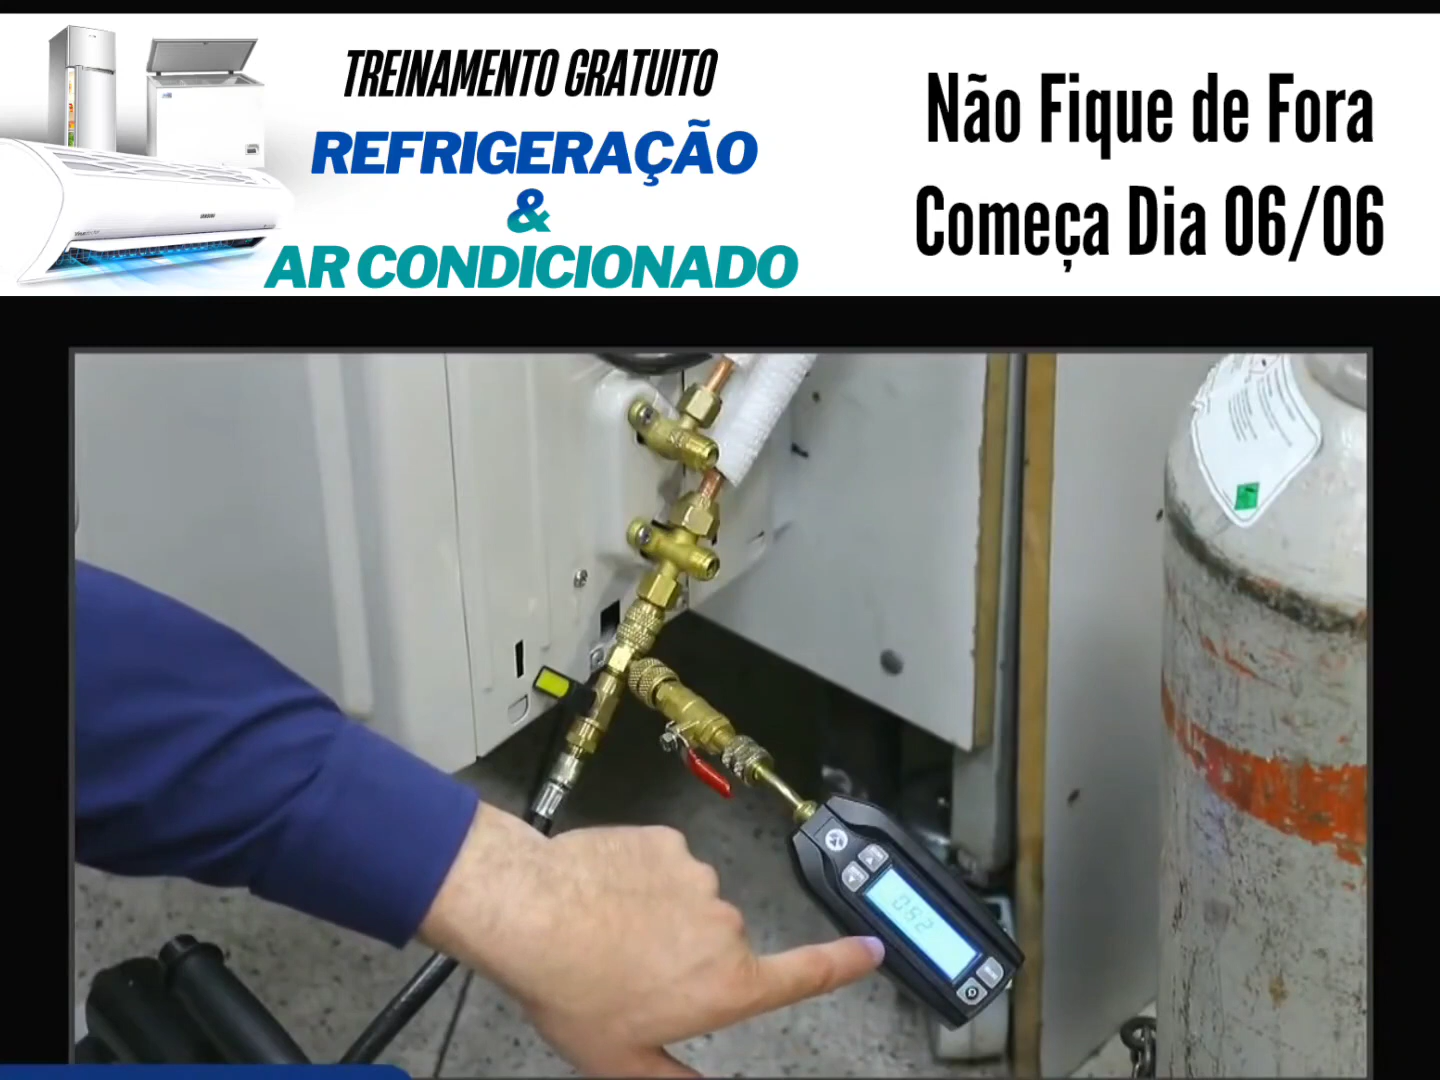 TREINAMENTO GRATUITO
REFRIGERAÇÃO
&
AR CONDICIONADO
Não Fique de Fora
Começa Dia 06/06